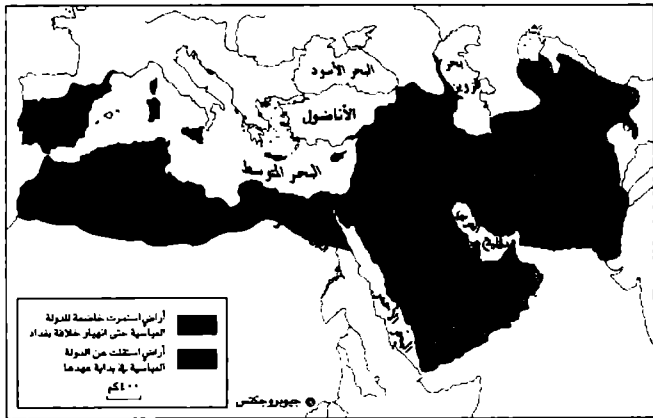 البحر الأسود
بحر
قزوين
الأناضول
البحر المتوسط
أراضي استمرت خاضعة للدولة
العباسية حتى انهيار خلافة بغداد
أراضي استقلت عن الدولة
العباسية في بداية عهدها
٤٠٠كم
جيوبروجكتس